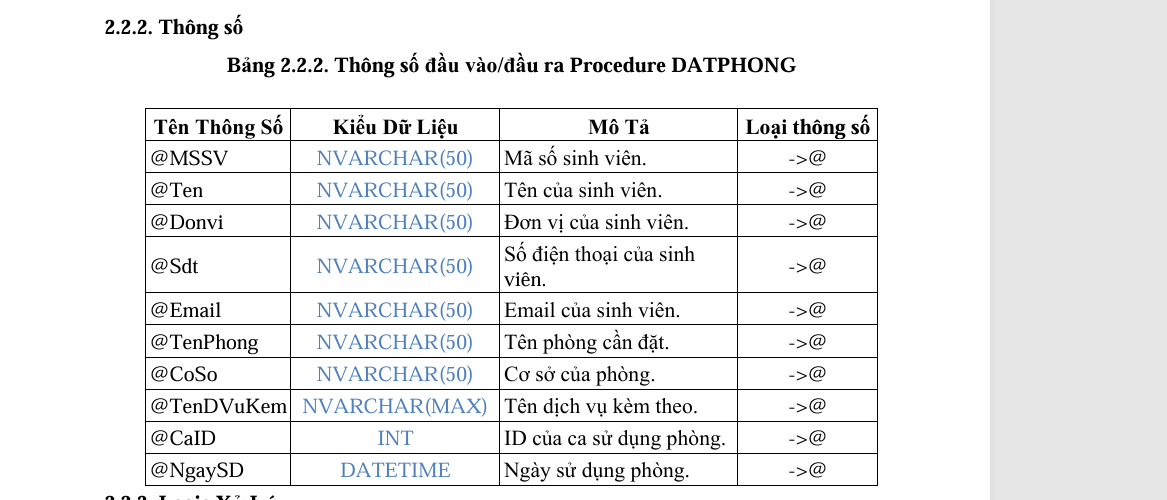 2.2.2. Thông số
Bảng 2.2.2. Thông số đầu vào/đầu ra Procedure DATPHONG
Tên Thông Số Kiểu Dữ Liệu Mô Tả Loại thông số
@MSSV NVARCHAR(50) Mã số sinh viên. ->@
@Ten NVARCHAR(50) Tên của sinh viên. ->@
@Donvi NVARCHAR(50) Đơn vị của sinh viên. ->@
@Sdt NVARCHAR(50) Số điện thoại của sinh
viên. ->@
@Email NVARCHAR(50) Email của sinh viên. ->@
@TenPhong NVARCHAR(50) Tên phòng cần đặt. ->@
@CoSo NVARCHAR(50) Cơ sở của phòng. ->@
@TenDVuKem NVARCHAR(MAX) Tên dịch vụ kèm theo. ->@
@CaID INT ID của ca sử dụng phòng. ->@
@NgaySD DATETIME Ngày sử dụng phòng. ->@